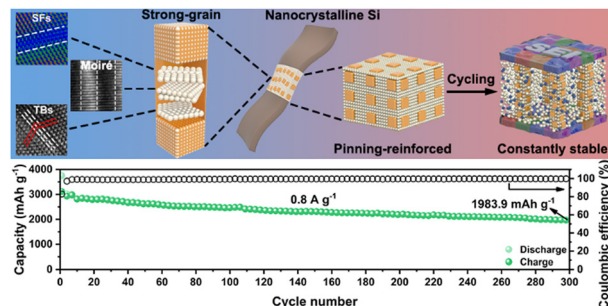 SFs
Strong-grain
Nanocrystalline Si
Moiré
TBs
Cycling
SEI
Pinning-reinforced
Constantly stable
4000
3000
2000
1000
0
Capacity (mAh g⁻¹)
0.8 A g⁻¹
1983.9 mAh g⁻¹
Discharge
Charge
100
80
60
40
20
0
Coulombic efficiency (%)
0 20 40 60 80 100 120 140 160 180 200 220 240 260 280 300
Cycle number